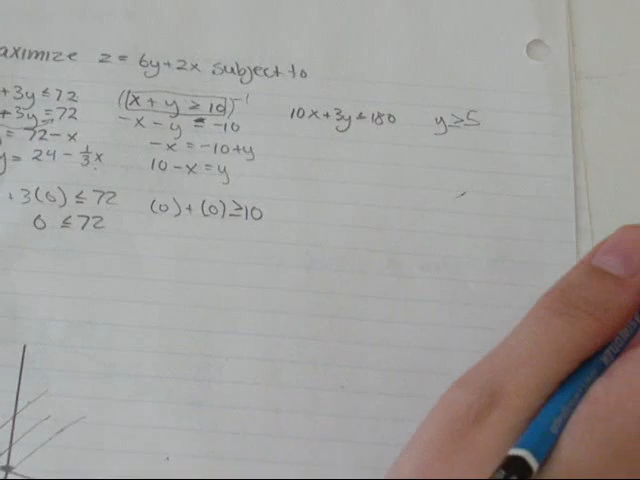 aximize z = 6y+2x subject to
+3y ≤ 72
((x + y ≥ 10))⁻¹
10x+3y ≤ 180
y ≥ 5
+3y = 72
-x - y = -10
= 72 - x
-x = -10+y
y = 24 - 1/3x
10 - x = y
3(0) ≤ 72
(0) + (0) ≥ 10
0 ≤ 72